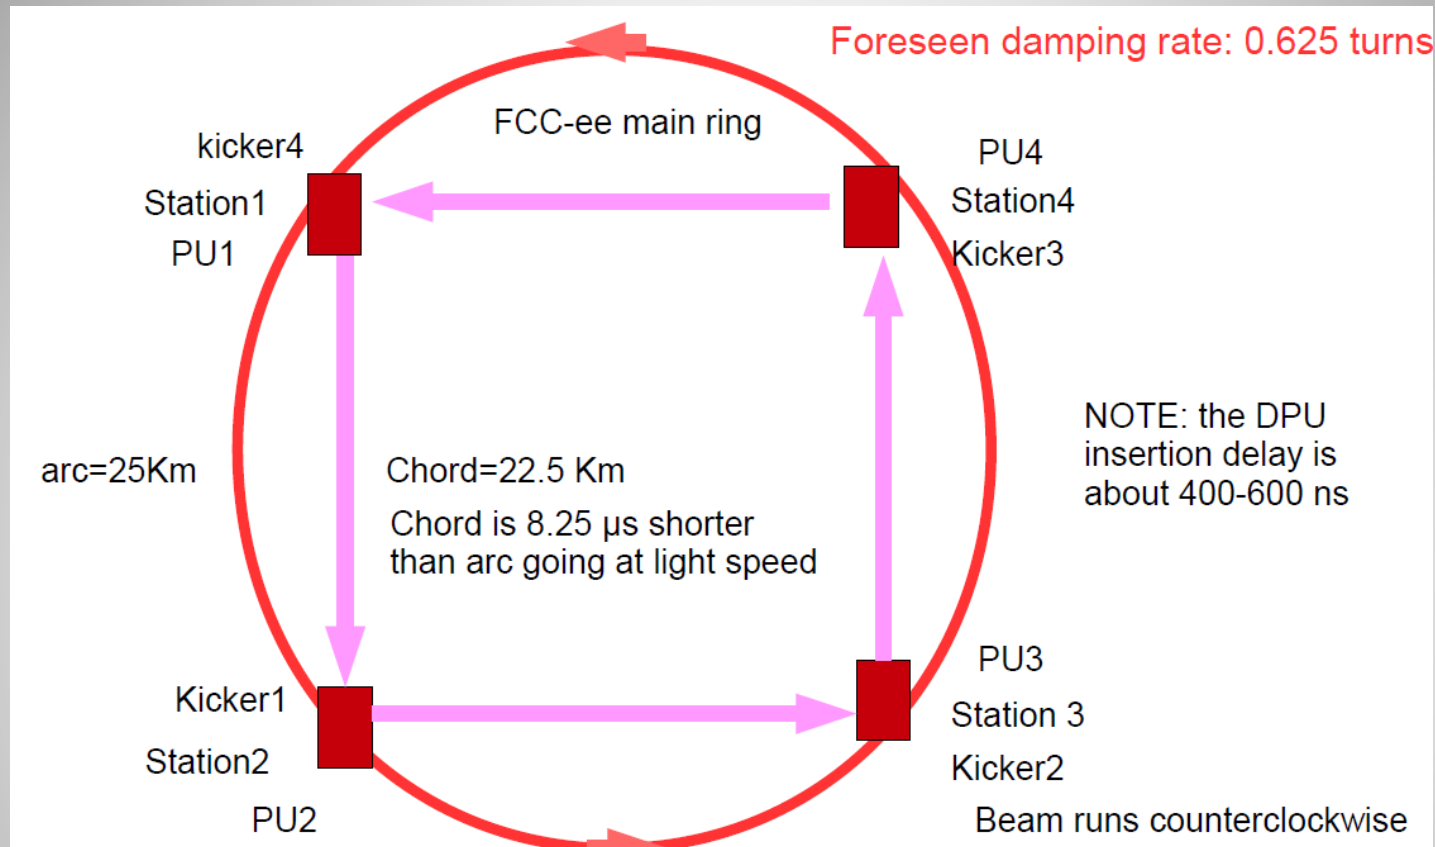 Foreseen damping rate: 0.625 turns
FCC-ee main ring
kicker4
Station1
PU1
PU4
Station4
Kicker3
arc=25Km
Chord=22.5 Km
Chord is 8.25 μs shorter
than arc going at light speed
NOTE: the DPU
insertion delay is
about 400-600 ns
Kicker1
Station2
PU2
PU3
Station 3
Kicker2
Beam runs counterclockwise